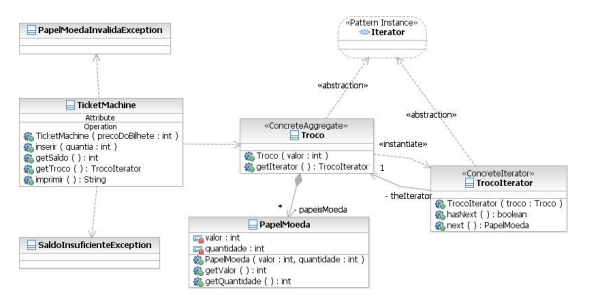 PapelMoedaInvalidaException
«Pattern Instance»
Iterator
«abstraction»
«abstraction»
TicketMachine
Attribute
Operation
TicketMachine ( precoDoBilhete : int )
inserir ( quantia : int )
getSaldo ( ) : int
getTroco ( ) : TrocoIterator
imprimir ( ) : String
«ConcreteAggregate»
Troco
Troco ( valor : int )
getIterator ( ) : TrocoIterator
«instantiate»
1
- theIterator
«ConcreteIterator»
TrocoIterator
TrocoIterator ( troco : Troco )
hasNext ( ) : boolean
next ( ) : PapelMoeda
*
- papeisMoeda
SaldoInsuficienteException
PapelMoeda
valor : int
quantidade : int
PapelMoeda ( valor : int, quantidade : int )
getValor ( ) : int
getQuantidade ( ) : int